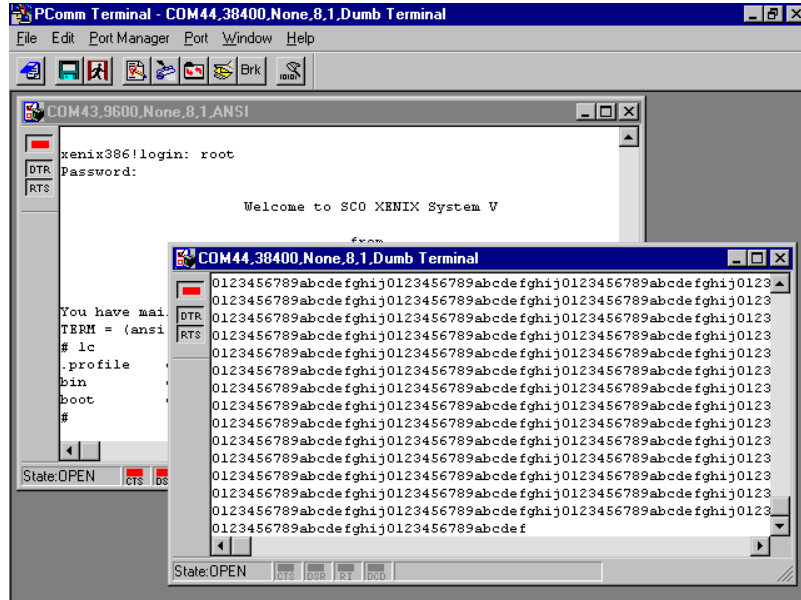 PComm Terminal - COM44,38400,None,8,1,Dumb Terminal
File Edit Port Manager Port Window Help
Brk
COM43,9600,None,8,1,ANSI
DTR
RTS
xenix386!login: root
Password:
Welcome to SCO XENIX System V
from
You have mai
TERM = (ansi
# lc
.profile
bin
boot
#
State:OPEN CTS
COM44,38400,None,8,1,Dumb Terminal
DTR
RTS
0123456789abcdefghij0123456789abcdefghij0123456789abcdefghij0123
0123456789abcdefghij0123456789abcdefghij0123456789abcdefghij0123
0123456789abcdefghij0123456789abcdefghij0123456789abcdefghij0123
0123456789abcdefghij0123456789abcdefghij0123456789abcdefghij0123
0123456789abcdefghij0123456789abcdefghij0123456789abcdefghij0123
0123456789abcdefghij0123456789abcdefghij0123456789abcdefghij0123
0123456789abcdefghij0123456789abcdefghij0123456789abcdefghij0123
0123456789abcdefghij0123456789abcdefghij0123456789abcdefghij0123
0123456789abcdefghij0123456789abcdefghij0123456789abcdefghij0123
0123456789abcdefghij0123456789abcdefghij0123456789abcdefghij0123
0123456789abcdefghij0123456789abcdefghij0123456789abcdefghij0123
0123456789abcdefghij0123456789abcdefghij0123456789abcdefghij0123
0123456789abcdefghij0123456789abcdefghij0123456789abcdefghij0123
0123456789abcdefghij0123456789abcdefghij0123456789abcdefghij0123
0123456789abcdefghij0123456789abcdef
State:OPEN CTS DSR RI DCD